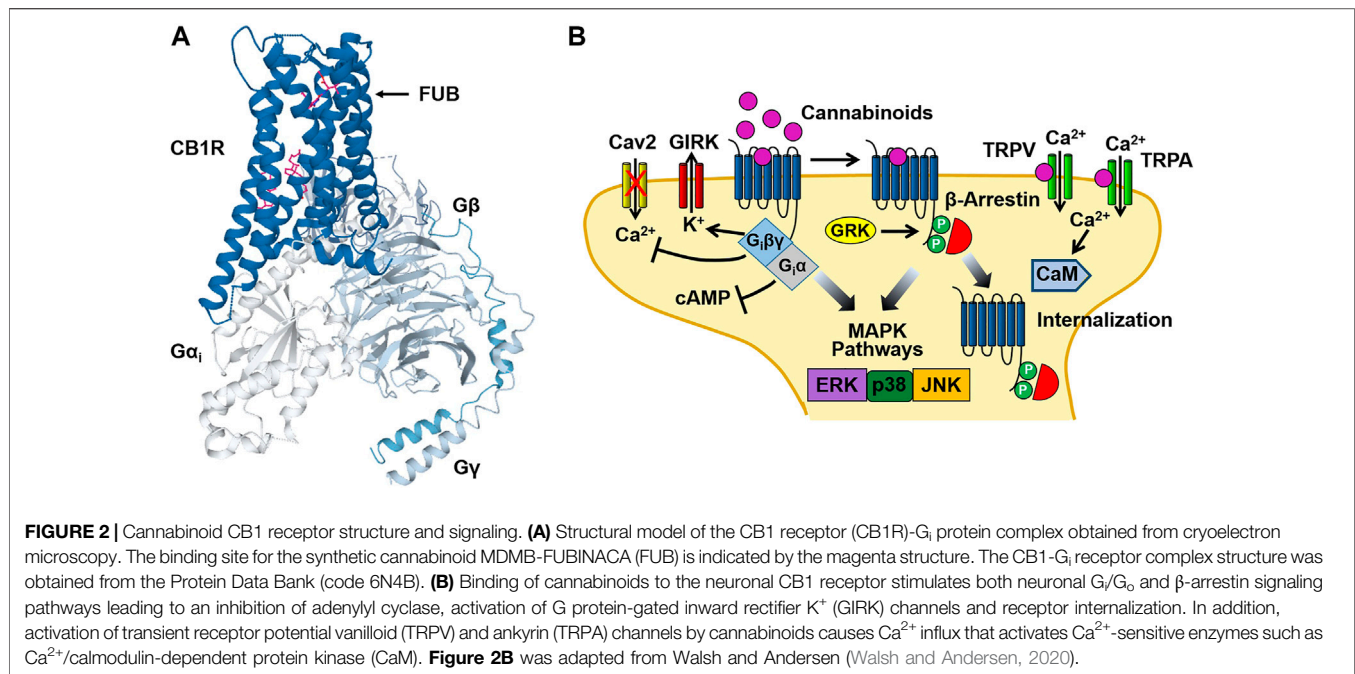 A
FUB
CB1R
Gβ
Gαᵢ
Gγ
B
Cannabinoids
Cav2
GIRK
TRPV
Ca²⁺
Ca²⁺
TRPA
Ca²⁺
K⁺
Gᵢβγ
Gᵢα
GRK
β-Arrestin
P
P
Ca²⁺
CaM
cAMP
MAPK
Pathways
Internalization
ERK
p38
JNK
P
P
FIGURE 2 | Cannabinoid CB1 receptor structure and signaling. (A) Structural model of the CB1 receptor (CB1R)-Gᵢ protein complex obtained from cryoelectron
microscopy. The binding site for the synthetic cannabinoid MDMB-FUBINACA (FUB) is indicated by the magenta structure. The CB1-Gᵢ receptor complex structure was
obtained from the Protein Data Bank (code 6N4B). (B) Binding of cannabinoids to the neuronal CB1 receptor stimulates both neuronal Gᵢ/Gₒ and β-arrestin signaling
pathways leading to an inhibition of adenylyl cyclase, activation of G protein-gated inward rectifier K⁺ (GIRK) channels and receptor internalization. In addition,
activation of transient receptor potential vanilloid (TRPV) and ankyrin (TRPA) channels by cannabinoids causes Ca²⁺ influx that activates Ca²⁺-sensitive enzymes such as
Ca²⁺/calmodulin-dependent protein kinase (CaM). Figure 2B was adapted from Walsh and Andersen (Walsh and Andersen, 2020).